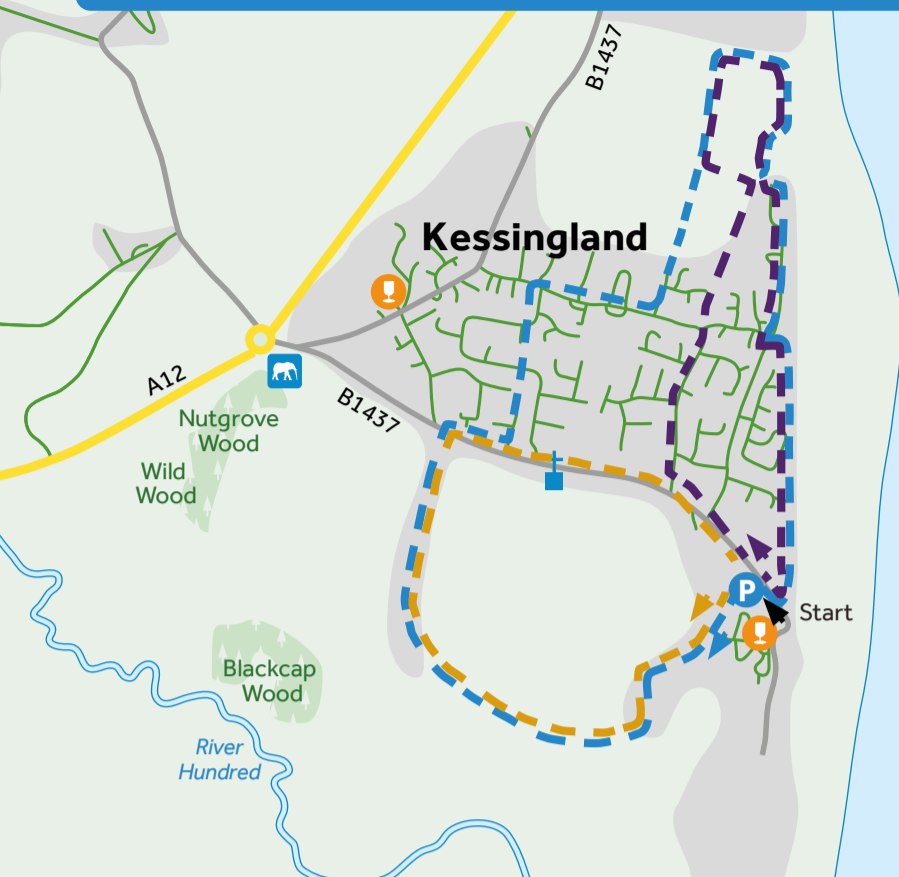 B1437
Kessingland
A12
B1437
Nutgrove
Wood
Wild
Wood
P
Start
Blackcap
Wood
River
Hundred